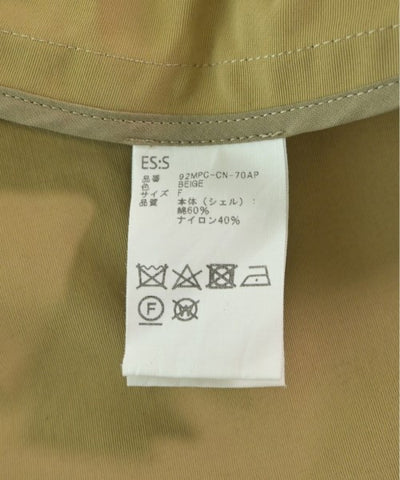 ES:S
品番 92MPG-CN-70AP
色 BEIGE
サイズ F
品質 本体(シェル):
綿60%
ナイロン40%
F W